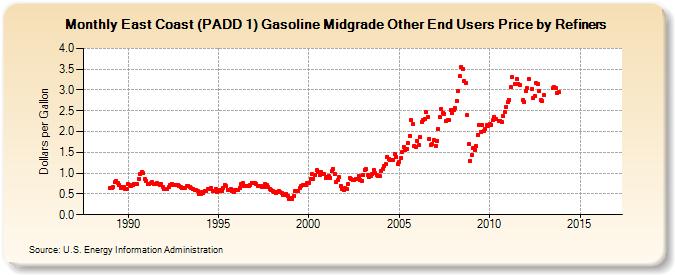 Monthly East Coast (PADD 1) Gasoline Midgrade Other End Users Price by Refiners
Dollars per Gallon
4.0
3.5
3.0
2.5
2.0
1.5
1.0
0.5
0.0
1990 1995 2000 2005 2010 2015
Source: U.S. Energy Information Administration